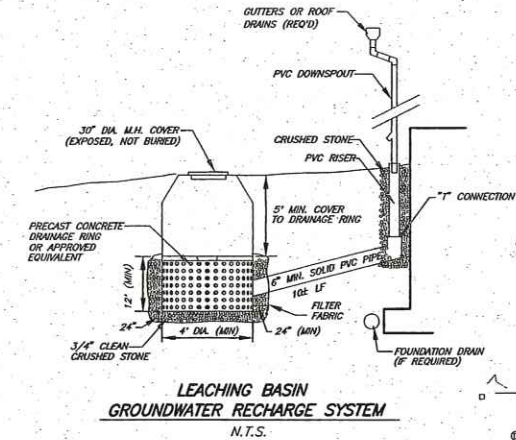 GUTTERS OR ROOF
DRAINS (REQ'D)
PVC DOWNSPOUT
30" DIA. M.H. COVER
(EXPOSED, NOT BURIED)
CRUSHED STONE
PVC RISER
"T" CONNECTION
5' MIN. COVER
TO DRAINAGE RING
PRECAST CONCRETE
DRAINAGE RING
OR APPROVED
EQUIVALENT
6" MIN. SOLID PVC PIPE
10± LF
12" (MIN)
FILTER
FABRIC
24"
4' DIA. (MIN)
24" (MIN)
3/4" CLEAN
CRUSHED STONE
FOUNDATION DRAIN
(IF REQUIRED)
LEACHING BASIN
GROUNDWATER RECHARGE SYSTEM
N.T.S.